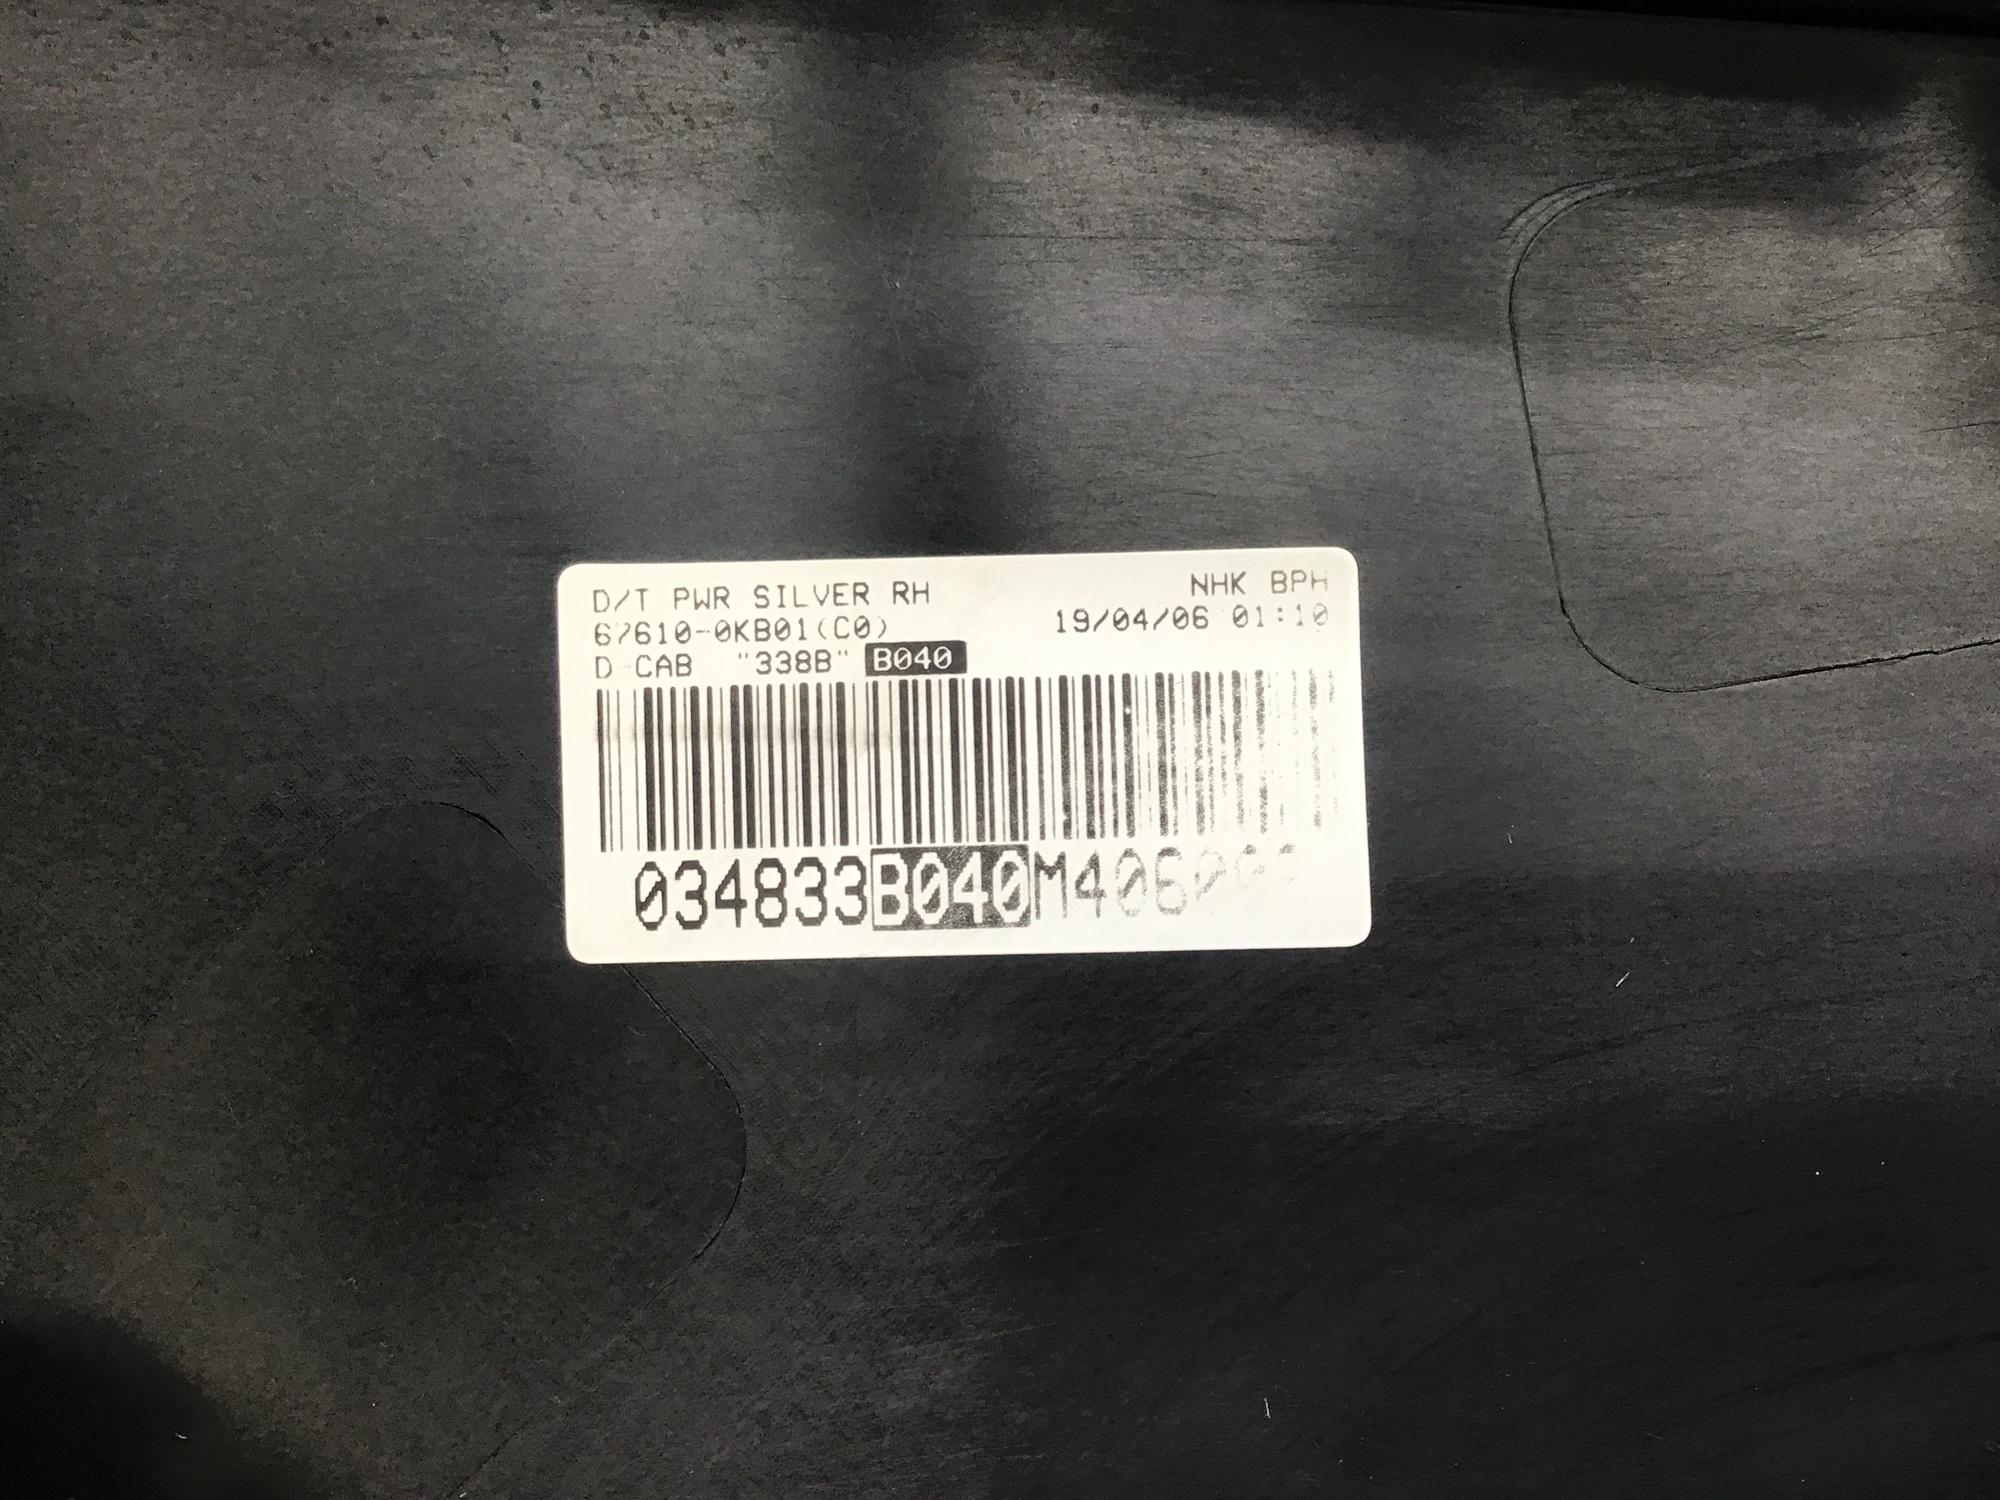 D/T PWR SILVER RH
NHK BPH
67610-0KB01(C0)
19/04/06 01:10
D-CAB "338B" B040
034833B040M406